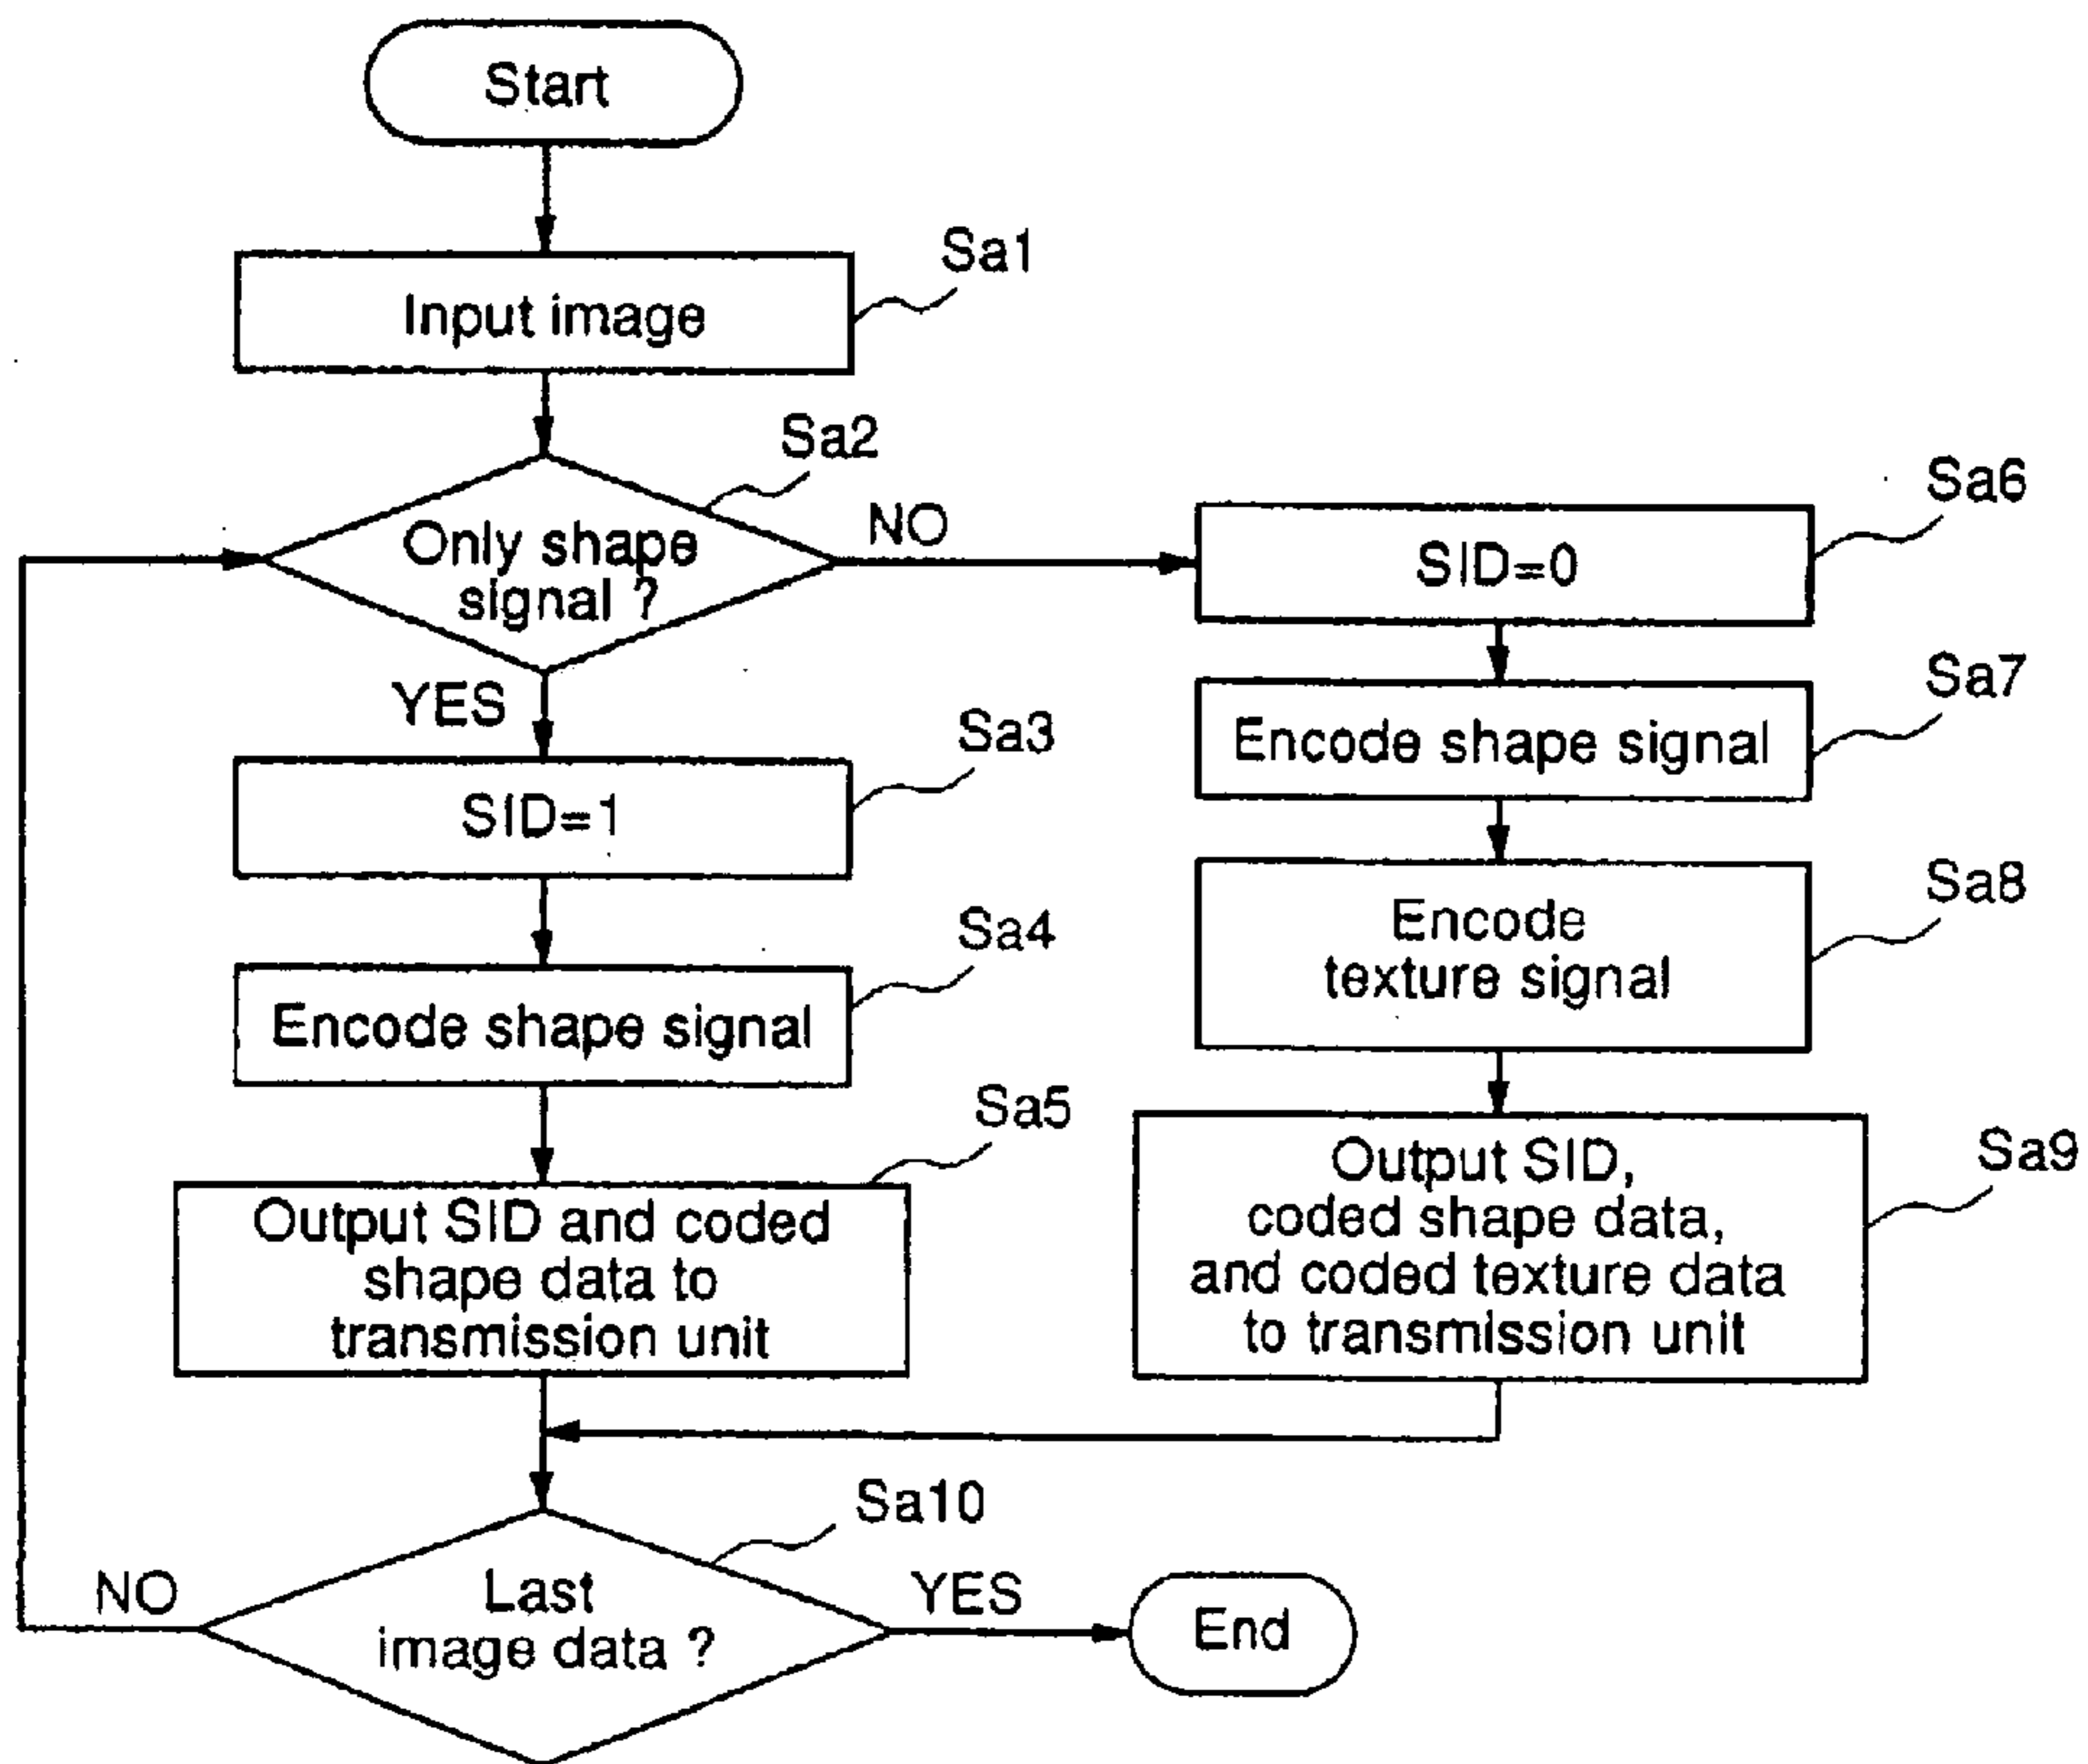 Start
Sa1
Input image
Sa2
Only shape
signal ?
NO
YES
Sa3
SID=1
Sa4
Encode shape signal
Sa5
Output SID and coded
shape data to
transmission unit
Sa6
SID=0
Sa7
Encode shape signal
Sa8
Encode
texture signal
Sa9
Output SID,
coded shape data,
and coded texture data
to transmission unit
Sa10
Last
image data ?
NO
YES
End